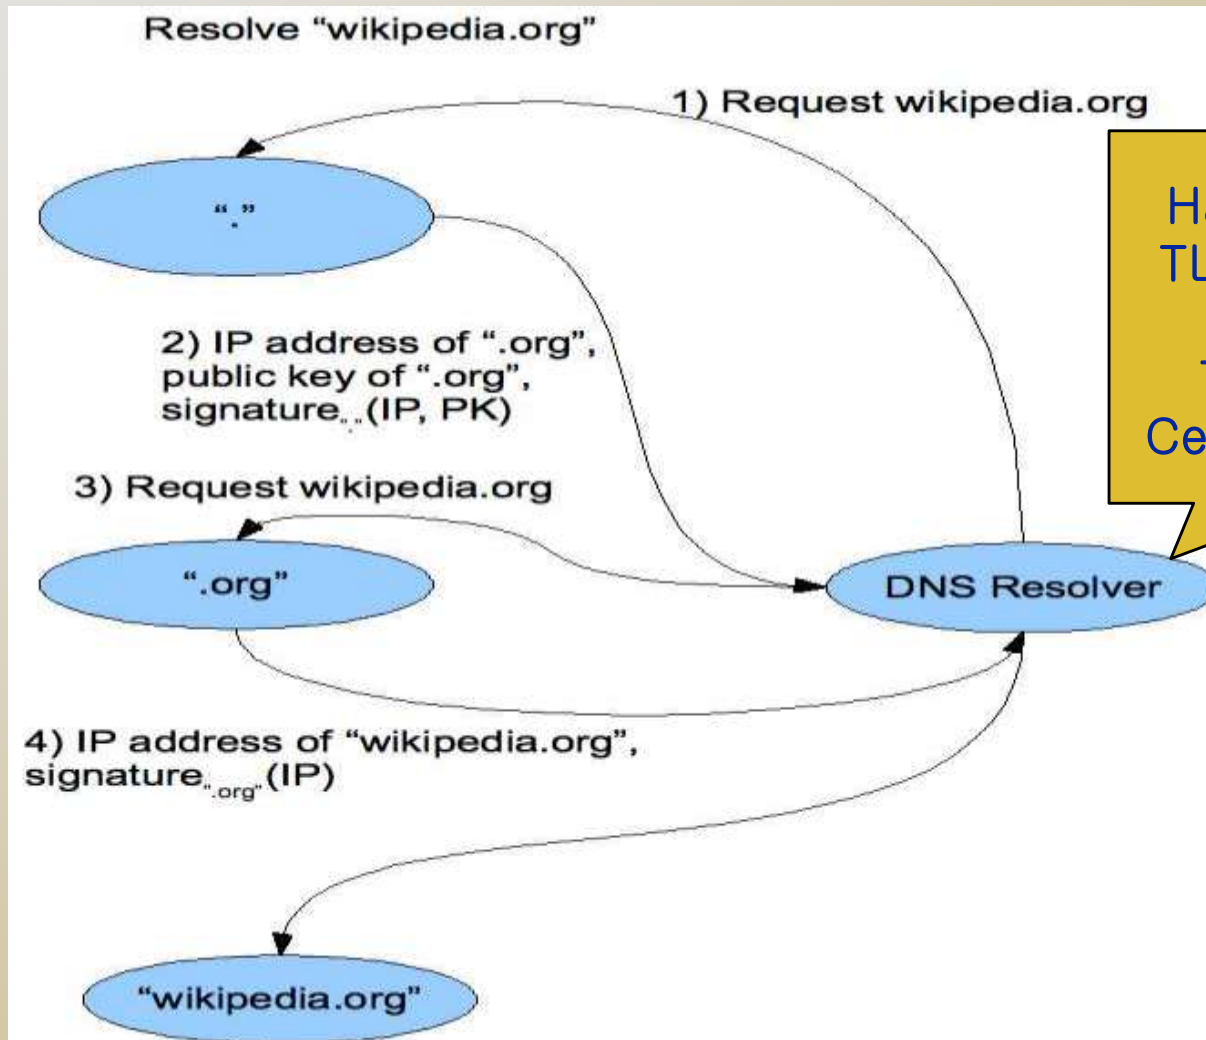 Resolve “wikipedia.org”
1) Request wikipedia.org
“.”
2) IP address of “.org”,
public key of “.org”,
signature“.”(IP, PK)
3) Request wikipedia.org
“.org”
DNS Resolver
4) IP address of “wikipedia.org”,
signature“.org”(IP)
“wikipedia.org”